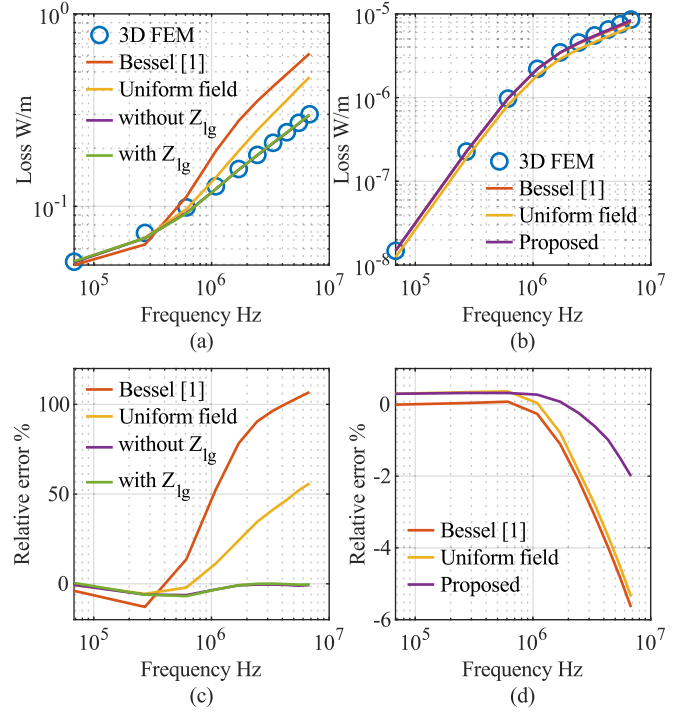 10^0
10^-1
Loss W/m
3D FEM
Bessel [1]
Uniform field
without Z_lg
with Z_lg
10^5
10^6
10^7
Frequency Hz
(a)
10^-5
10^-6
10^-7
10^-8
Loss W/m
3D FEM
Bessel [1]
Uniform field
Proposed
10^5
10^6
10^7
Frequency Hz
(b)
100
50
0
Relative error %
Bessel [1]
Uniform field
without Z_lg
with Z_lg
10^5
10^6
10^7
Frequency Hz
(c)
0
-2
-4
-6
Relative error %
Bessel [1]
Uniform field
Proposed
10^5
10^6
10^7
Frequency Hz
(d)